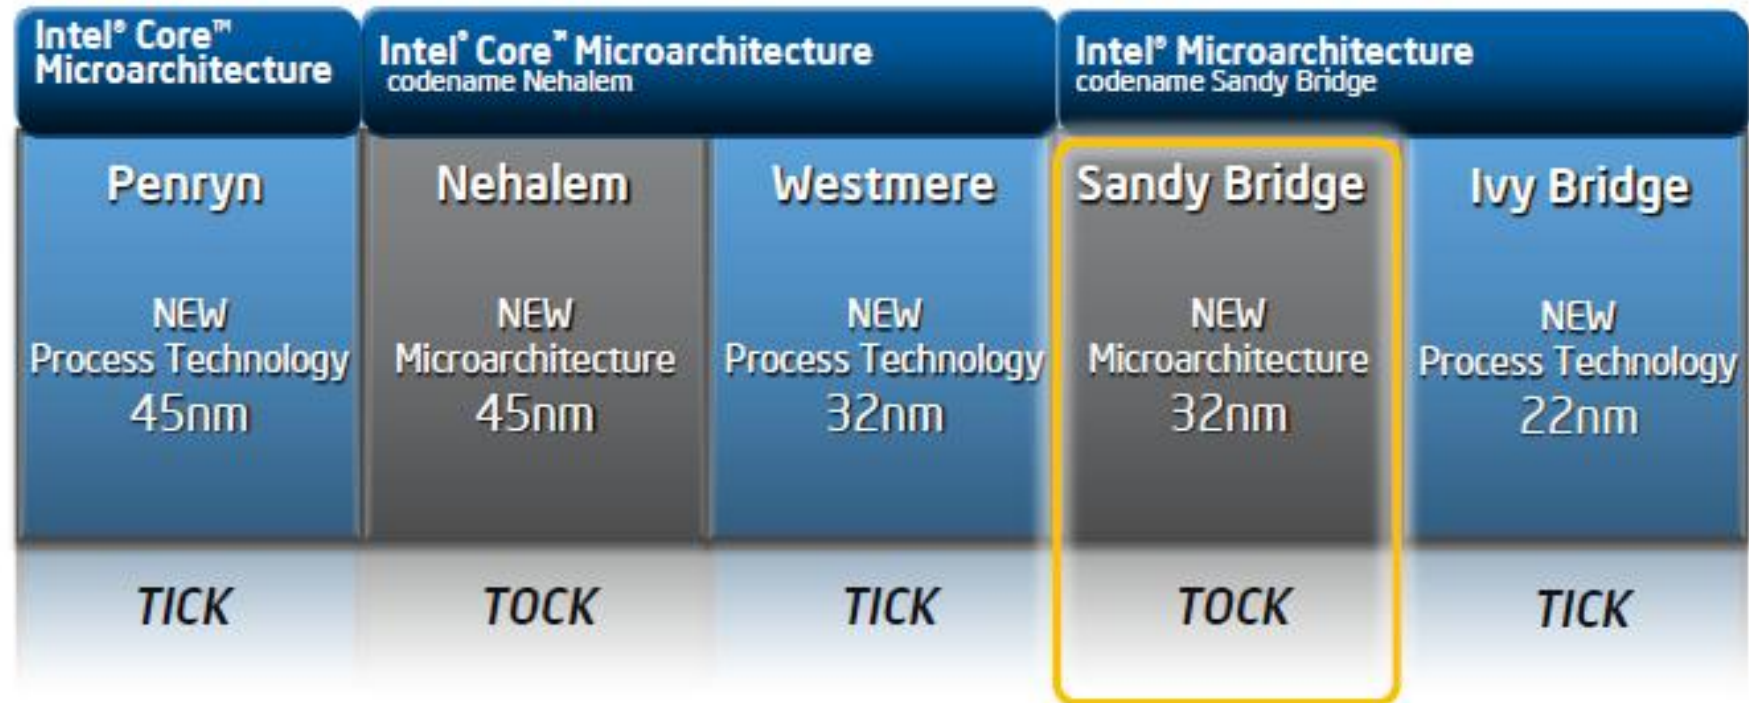 Intel® Core™
Microarchitecture
Intel® Core™ Microarchitecture
codename Nehalem
Intel® Microarchitecture
codename Sandy Bridge
Penryn
NEW
Process Technology
45nm
TICK
Nehalem
NEW
Microarchitecture
45nm
TOCK
Westmere
NEW
Process Technology
32nm
TICK
Sandy Bridge
NEW
Microarchitecture
32nm
TOCK
Ivy Bridge
NEW
Process Technology
22nm
TICK